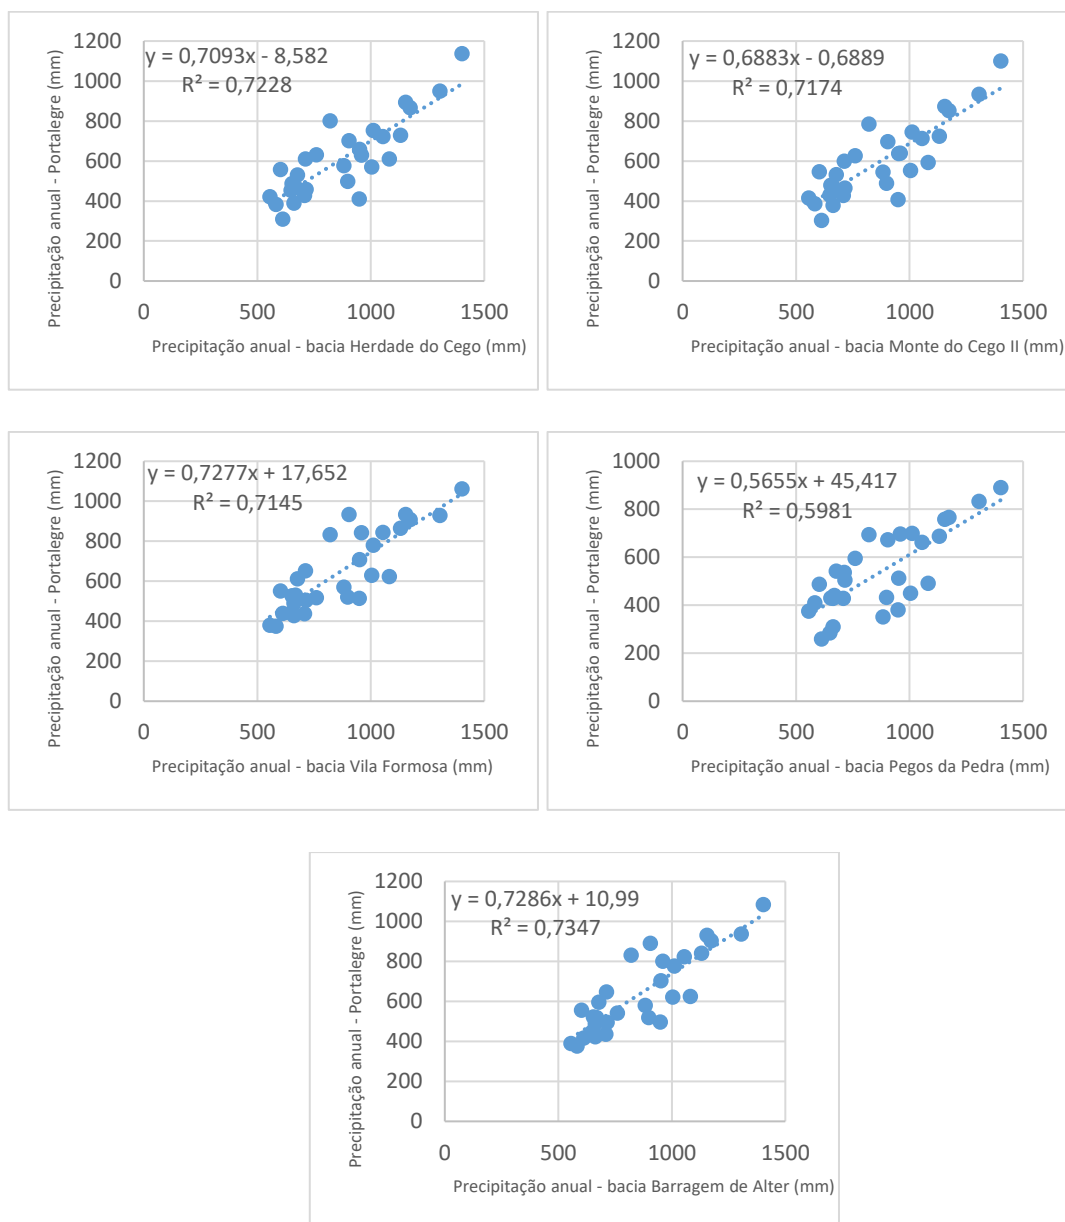 y = 0,7093x - 8,582
R² = 0,7228
Precipitação anual - Portalegre (mm)
1200
1000
800
600
400
200
0
0 500 1000 1500
Precipitação anual - bacia Herdade do Cego (mm)
y = 0,6883x - 0,6889
R² = 0,7174
Precipitação anual - Portalegre (mm)
1200
1000
800
600
400
200
0
0 500 1000 1500
Precipitação anual - bacia Monte do Cego II (mm)
y = 0,7277x + 17,652
R² = 0,7145
Precipitação anual - Portalegre (mm)
1200
1000
800
600
400
200
0
0 500 1000 1500
Precipitação anual - bacia Vila Formosa (mm)
y = 0,5655x + 45,417
R² = 0,5981
Precipitação anual - Portalegre (mm)
1000
800
600
400
200
0
0 500 1000 1500
Precipitação anual - bacia Pegos da Pedra (mm)
y = 0,7286x + 10,99
R² = 0,7347
Precipitação anual - Portalegre (mm)
1200
1000
800
600
400
200
0
0 500 1000 1500
Precipitação anual - bacia Barragem de Alter (mm)